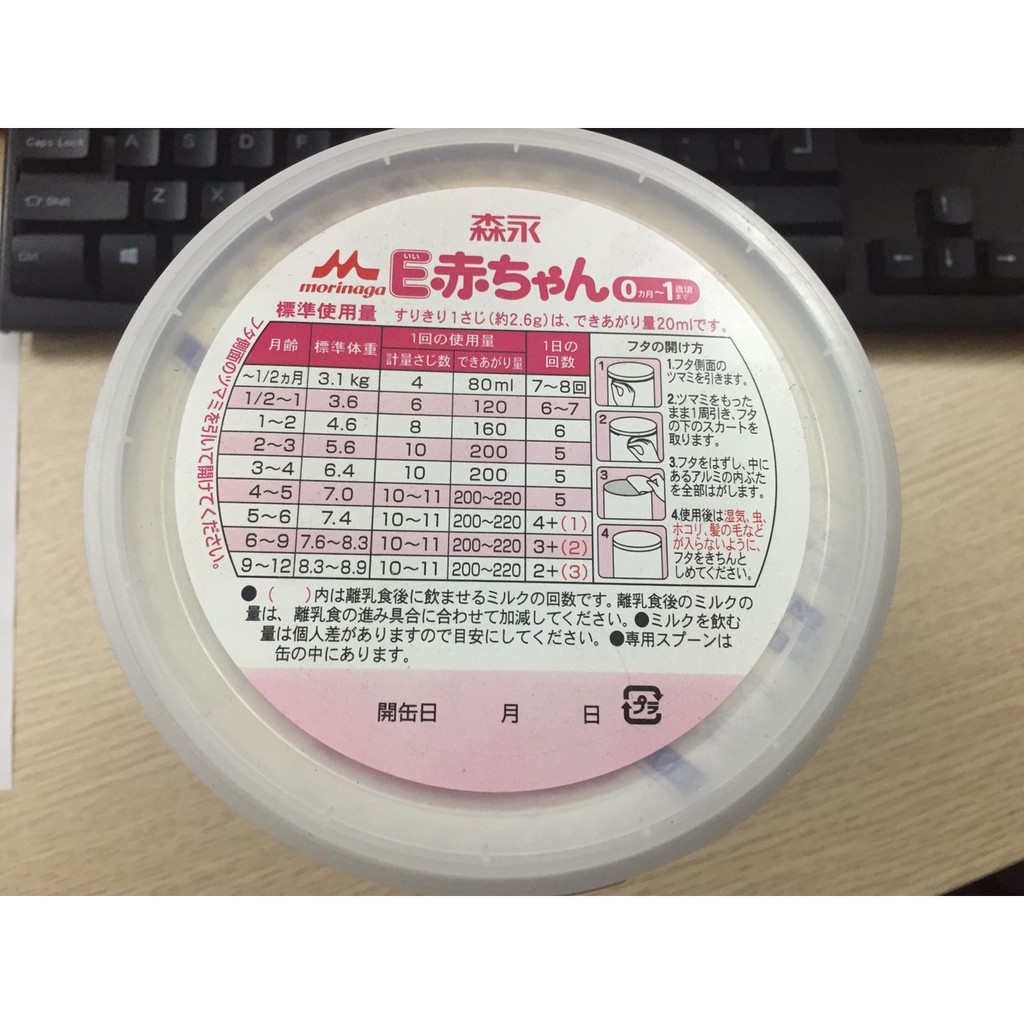 森永
morinaga
E赤ちゃん
いい
0ヵ月〜1歳頃まで
標準使用量 すりきり1さじ(約2.6g)は、できあがり量20mlです。
月齢 標準体重 1回の使用量 1日の回数
計量さじ数 できあがり量
〜1/2ヵ月 3.1kg 4 80ml 7〜8回
1/2〜1 3.6 6 120 6〜7
1〜2 4.6 8 160 6
2〜3 5.6 10 200 5
3〜4 6.4 10 200 5
4〜5 7.0 10〜11 200〜220 5
5〜6 7.4 10〜11 200〜220 4+(1)
6〜9 7.6〜8.3 10〜11 200〜220 3+(2)
9〜12 8.3〜8.9 10〜11 200〜220 2+(3)
フタの開け方
1
1.フタ側面の
ツマミを引きます。
2
2.ツマミをもった
まま1周引き、フタ
の下のスカートを
取ります。
3
3.フタをはずし、中に
あるアルミの内ぶた
を全部はがします。
4
4.使用後は湿気、虫、
ホコリ、髪の毛など
が入らないように、
フタをきちんと
しめてください。
フタ側面のツマミを引いて開けてください。
●( )内は離乳食後に飲ませるミルクの回数です。離乳食後のミルクの
量は、離乳食の進み具合に合わせて加減してください。●ミルクを飲む
量は個人差がありますので目安にしてください。●専用スプーンは
缶の中にあります。
開缶日 月 日
プラ
Caps Lock A S D F
Shift Z X
Ctrl